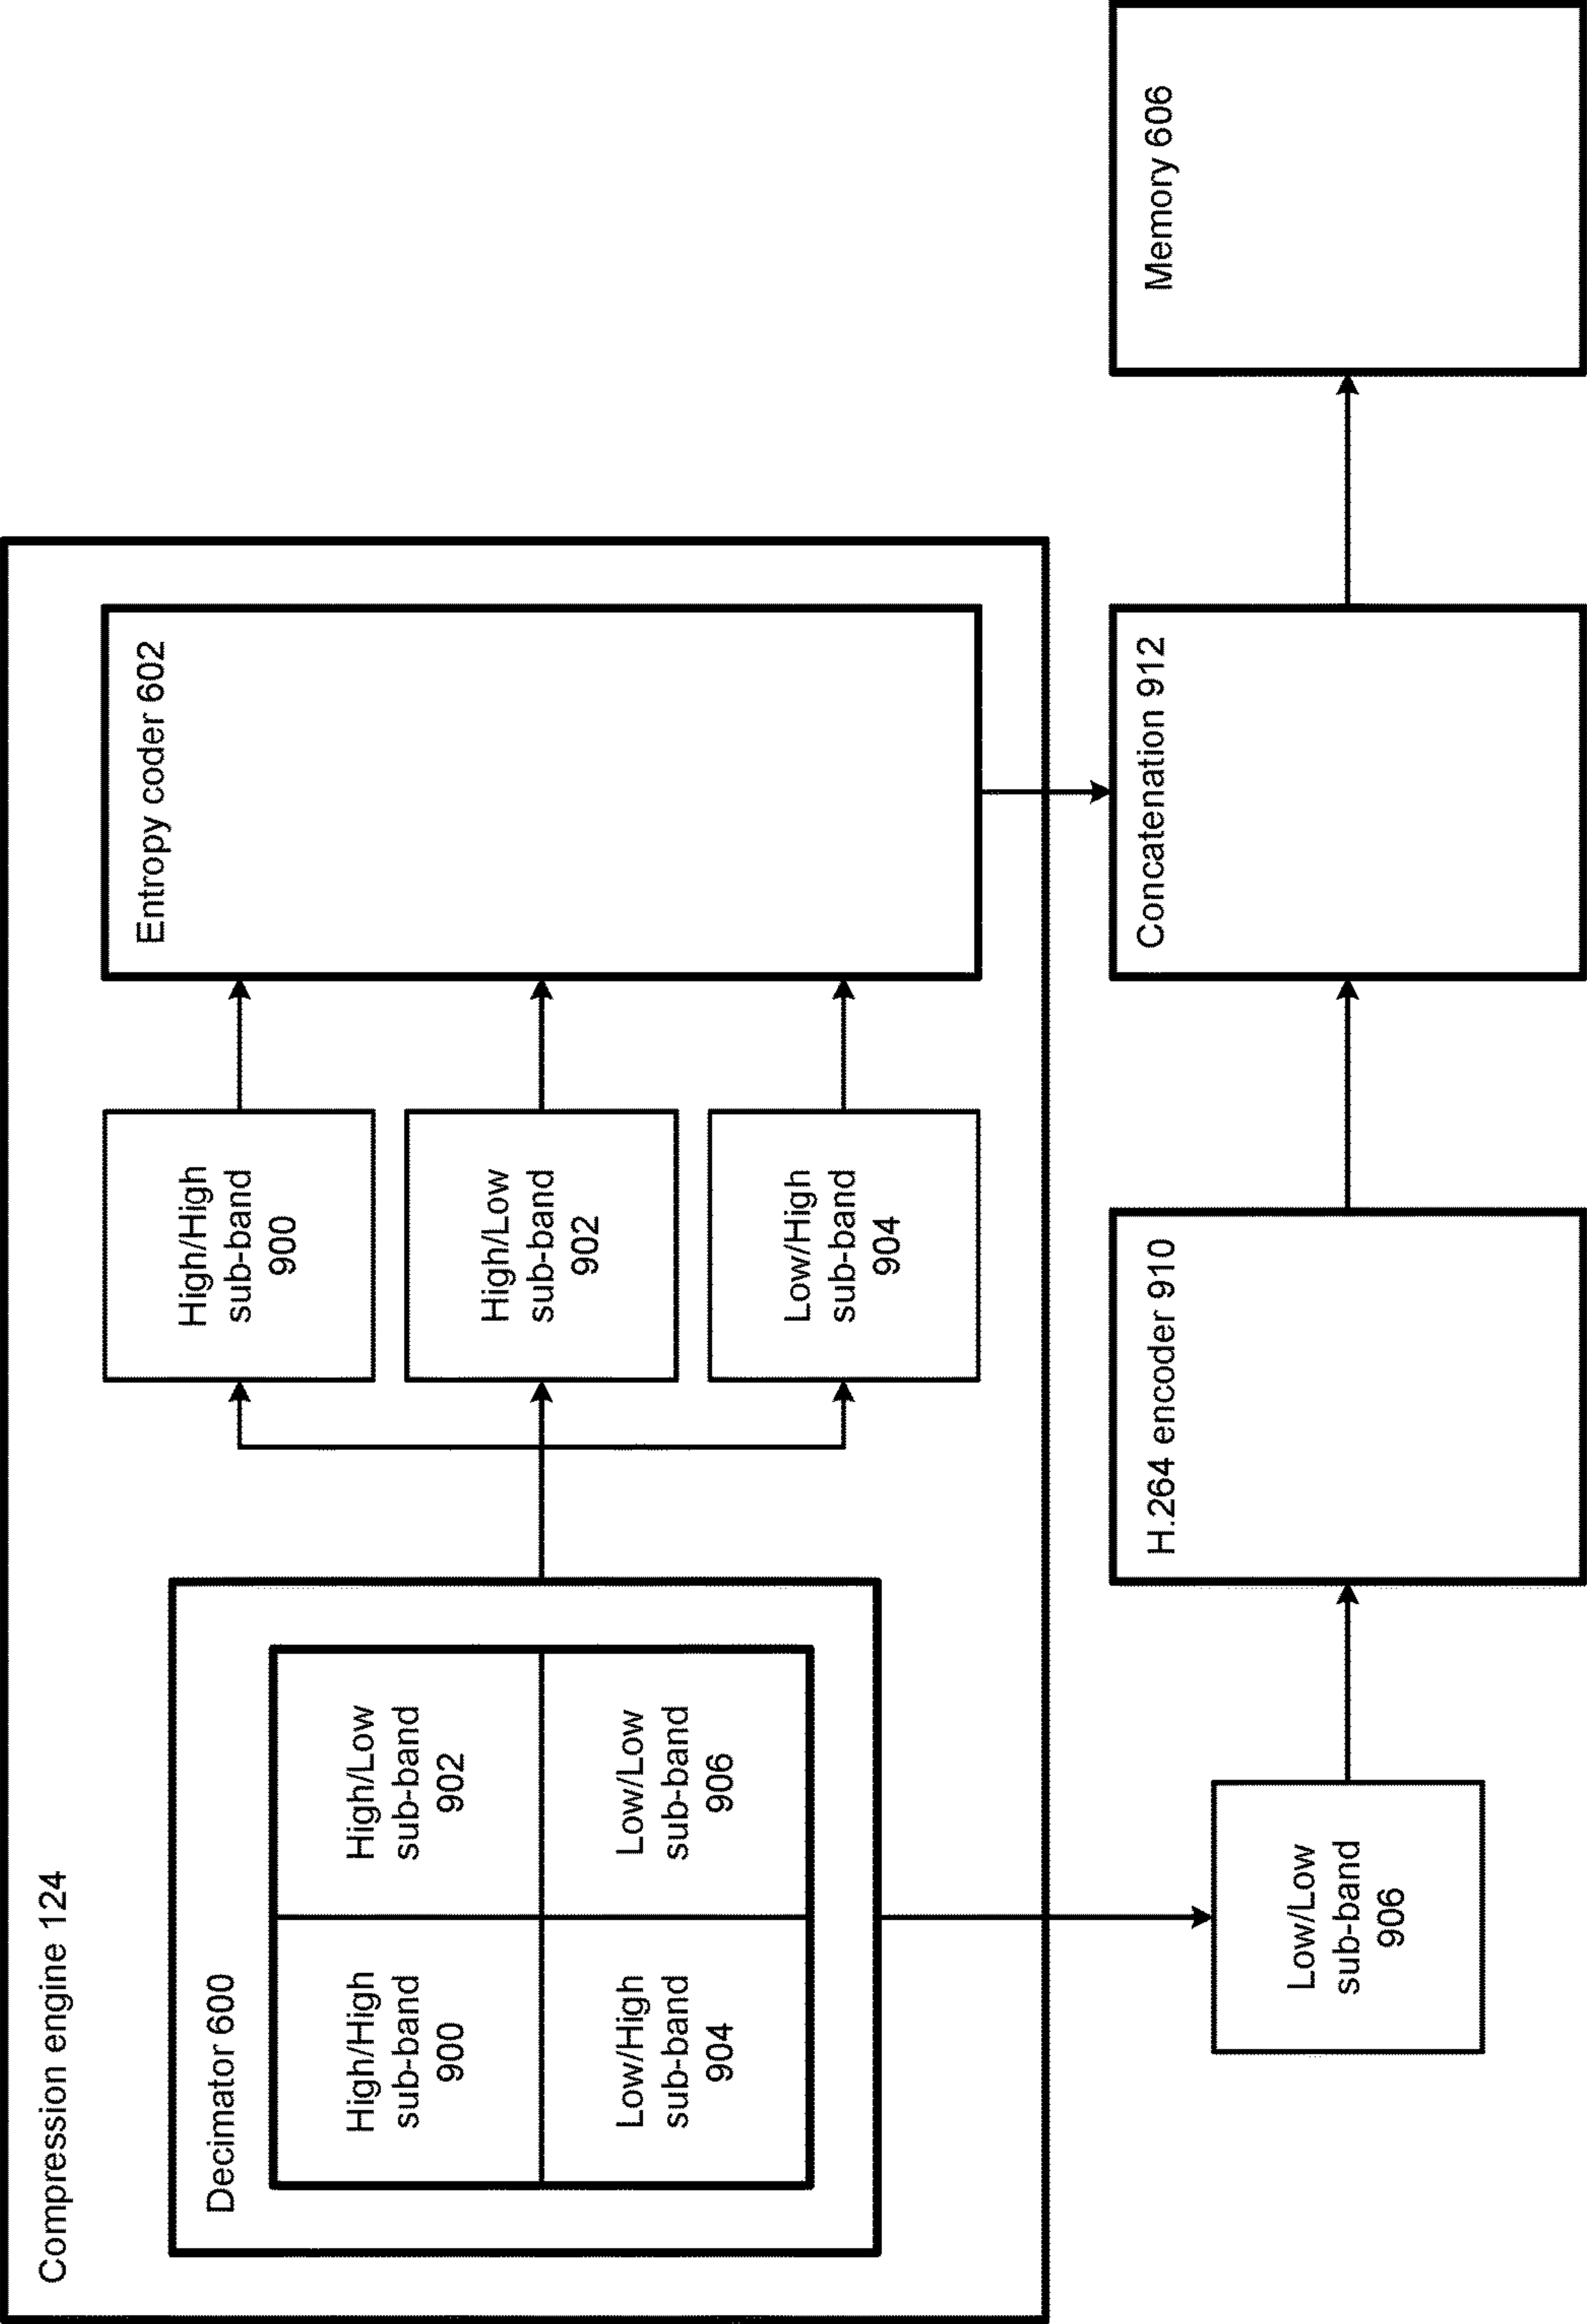 Compression engine 124
Decimator 600
High/High
sub-band
900
High/Low
sub-band
902
Low/High
sub-band
904
Low/Low
sub-band
906
High/High
sub-band
900
High/Low
sub-band
902
Low/High
sub-band
904
Entropy coder 602
Low/Low
sub-band
906
H.264 encoder 910
Concatenation 912
Memory 606